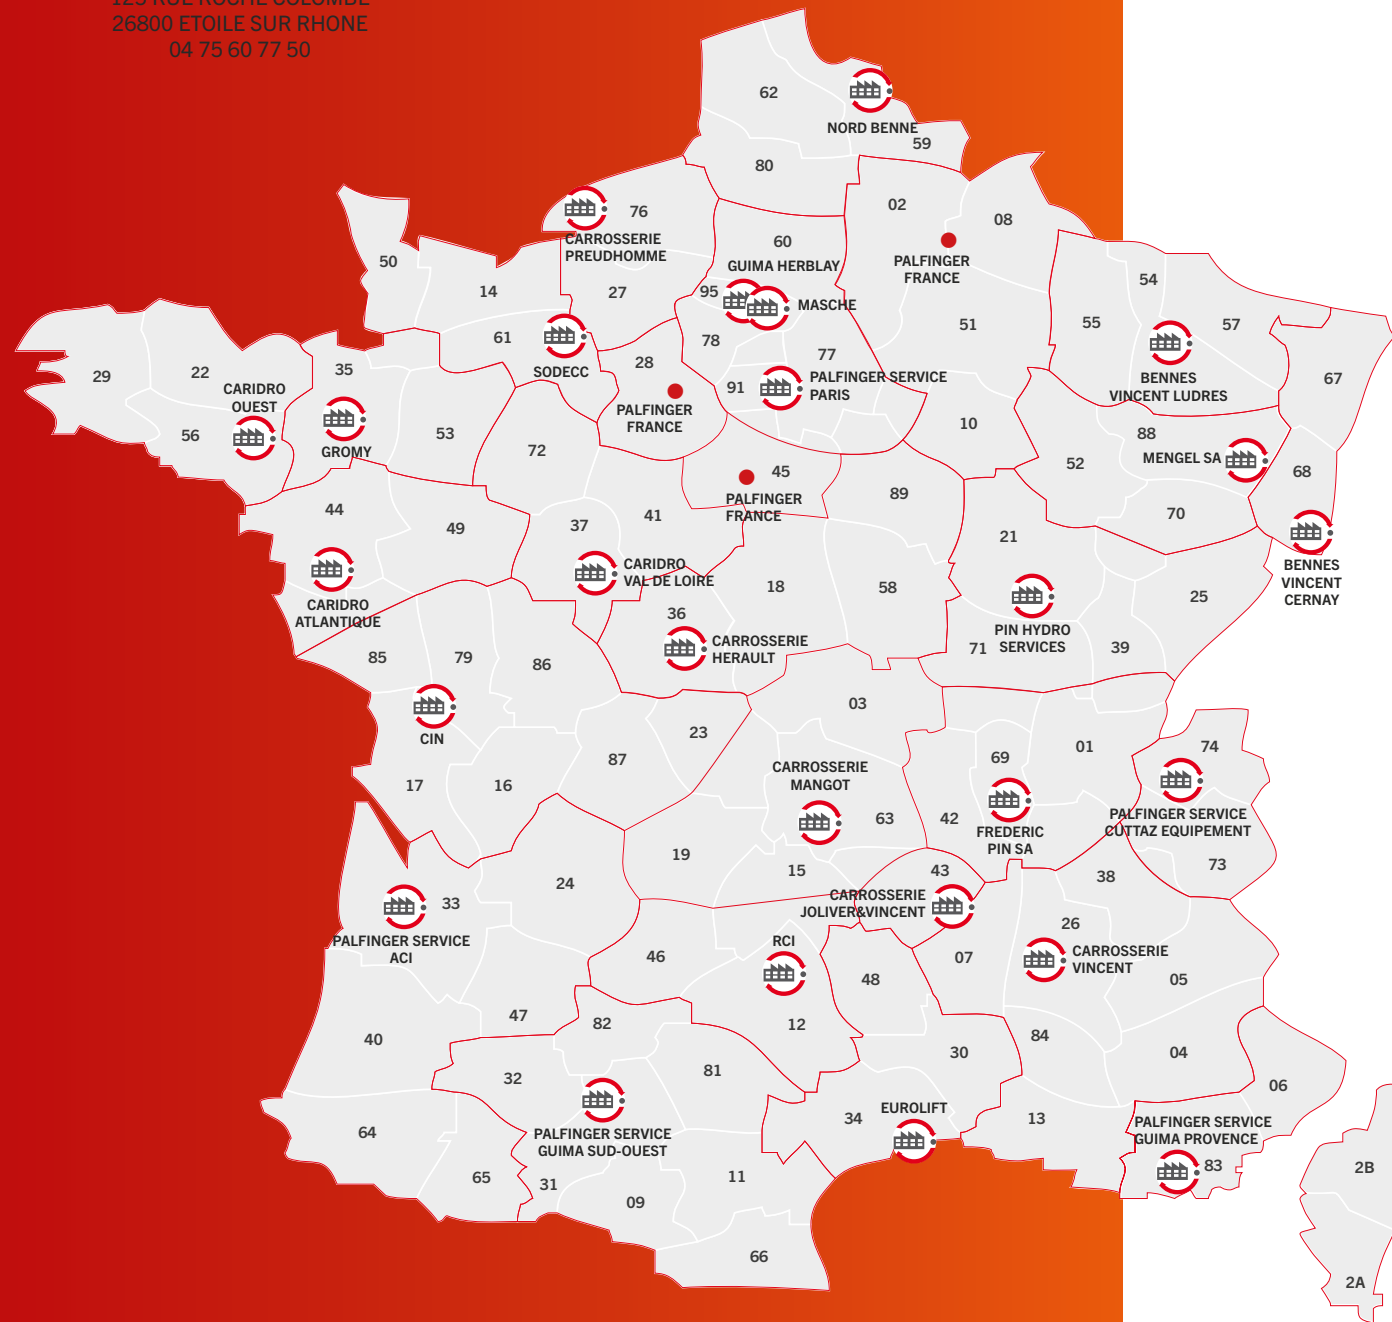 123 RUE ROCHE COLOMBE
26800 ETOILE SUR RHONE
04 75 60 77 50
62
NORD BENNE
59
80
02
76
08
CARROSSERIE
PREUDHOMME
60
50
PALFINGER
FRANCE
GUIMA HERBLAY
54
14
27
95
MASCHE
51
55
57
61
78
SODECC
28
77
35
22
29
67
PALFINGER SERVICE
PARIS
91
BENNES
VINCENT LUDRES
CARIDRO
OUEST
PALFINGER
FRANCE
10
56
53
88
GROMY
72
MENGEL SA
52
68
45
PALFINGER
FRANCE
89
44
41
70
49
37
21
CARIDRO
VAL DE LOIRE
BENNES
VINCENT
CERNAY
18
58
25
CARIDRO
ATLANTIQUE
36
PIN HYDRO
SERVICES
CARROSSERIE
HERAULT
71
39
85
79
86
03
23
CIN
74
01
69
87
CARROSSERIE
MANGOT
17
16
63
42
PALFINGER SERVICE
CUTTAZ EQUIPEMENT
FREDERIC
PIN SA
19
73
15
43
38
24
CARROSSERIE
JOLIVER&VINCENT
33
26
PALFINGER SERVICE
ACI
RCI
CARROSSERIE
VINCENT
46
07
48
05
47
82
12
84
40
30
04
81
32
06
EUROLIFT
34
13
64
PALFINGER SERVICE
GUIMA PROVENCE
PALFINGER SERVICE
GUIMA SUD-OUEST
83
2B
11
65
31
09
66
2A